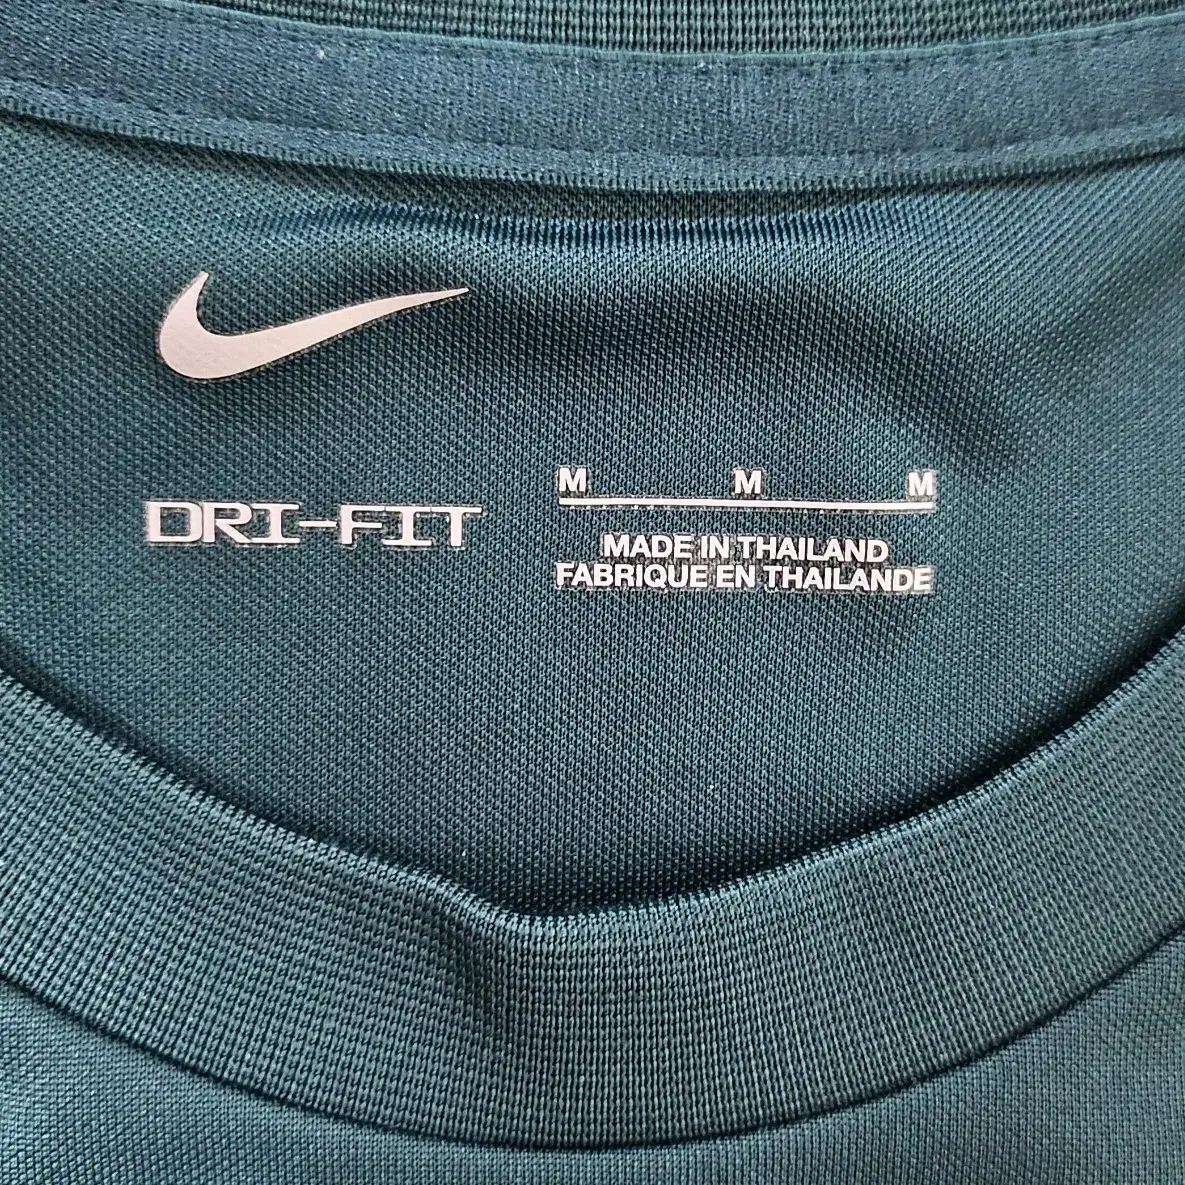 DRI-FIT
M M M
MADE IN THAILAND
FABRIQUE EN THAILANDE